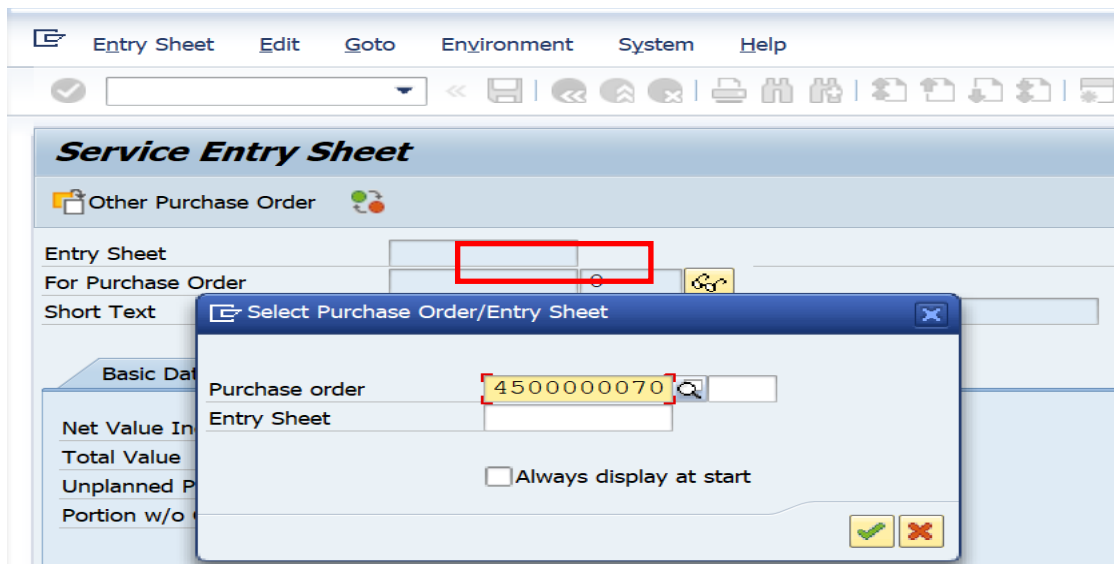 Entry Sheet Edit Goto Environment System Help
Service Entry Sheet
Other Purchase Order
Entry Sheet
For Purchase Order 0
Short Text
Select Purchase Order/Entry Sheet
Basic Dat
Purchase order 4500000070
Entry Sheet
Net Value In
Total Value
Unplanned P
Portion w/o
Always display at start